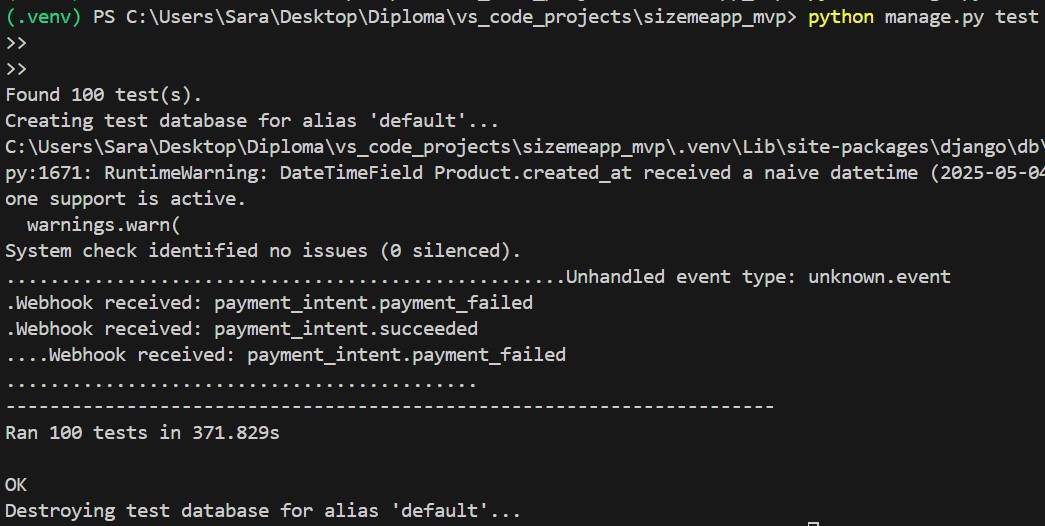 (.venv) PS C:\Users\Sara\Desktop\Diploma\vs_code_projects\sizemeapp_mvp> python manage.py test
>>
>>
Found 100 test(s).
Creating test database for alias 'default'...
C:\Users\Sara\Desktop\Diploma\vs_code_projects\sizemeapp_mvp\.venv\Lib\site-packages\django\db\
py:1671: RuntimeWarning: DateTimeField Product.created_at received a naive datetime (2025-05-04
one support is active.
  warnings.warn(
System check identified no issues (0 silenced).
...................................................Unhandled event type: unknown.event
.Webhook received: payment_intent.payment_failed
.Webhook received: payment_intent.succeeded
....Webhook received: payment_intent.payment_failed
...........................................
----------------------------------------------------------------------
Ran 100 tests in 371.829s

OK
Destroying test database for alias 'default'...